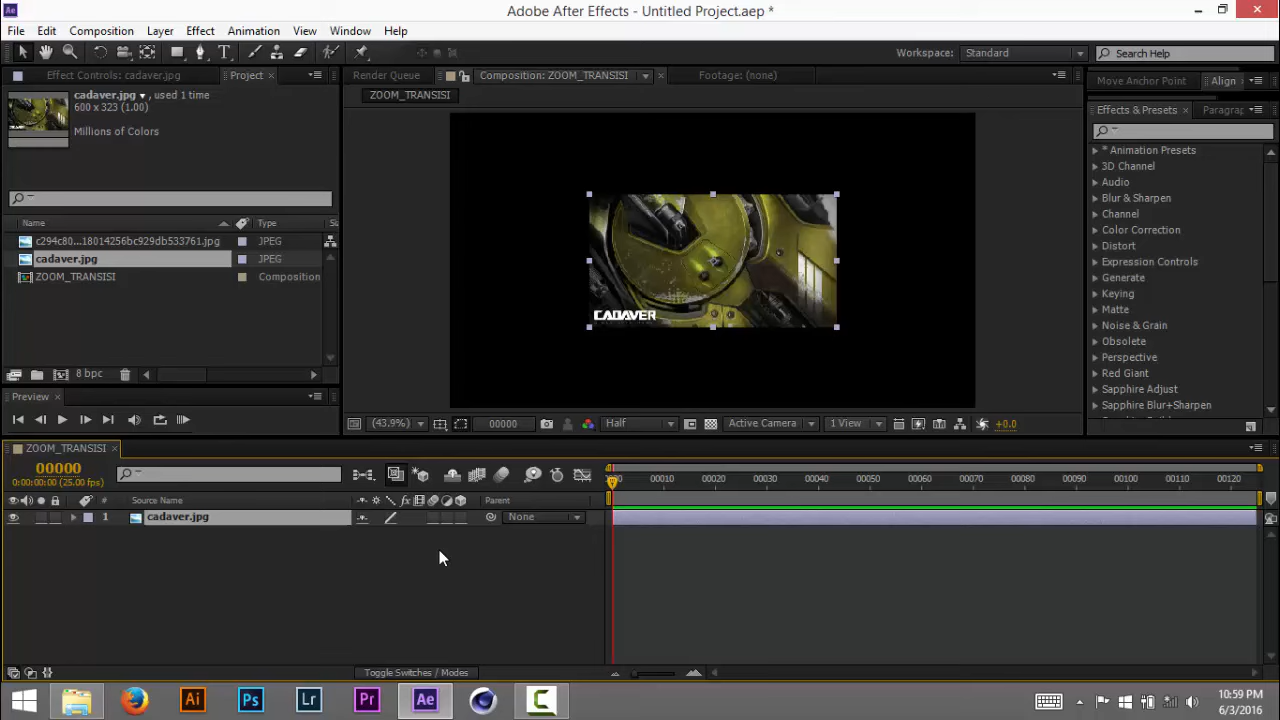 Adobe After Effects - Untitled Project.aep *
File Edit Composition Layer Effect Animation View Window Help
Workspace: Standard Search Help
Effect Controls: cadaver.jpg Project Render Queue Composition: ZOOM_TRANSISI Footage: (none) Move Anchor Point Align
cadaver.jpg , used 1 time
600 x 323 (1.00)
Millions of Colors
ZOOM_TRANSISI
Effects & Presets Paragrap
* Animation Presets
3D Channel
Audio
Blur & Sharpen
Channel
Color Correction
Distort
Expression Controls
Generate
Keying
Matte
Noise & Grain
Obsolete
Perspective
Red Giant
Sapphire Adjust
Sapphire Blur+Sharpen
Name Type
c294c80...18014256bc929db533761.jpg JPEG
cadaver.jpg JPEG
ZOOM_TRANSISI Composition
CADAVER
8 bpc
Preview
(43.9%) 00000 Half Active Camera 1 View +0.0
ZOOM_TRANSISI
00000
0:00:00:00 (25.00 fps)
00010 00020 00030 00040 00050 00060 00070 00080 00090 00100 00110 00120
# Source Name fx Parent
1 cadaver.jpg None
Toggle Switches / Modes
Ai Ps Lr Pr Ae
10:59 PM
6/3/2016